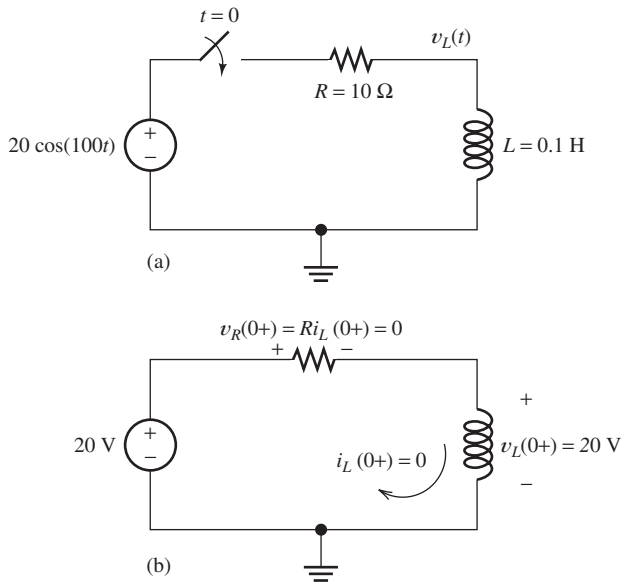 t = 0
v_L(t)
R = 10 Ω
20 cos(100t)
+
−
L = 0.1 H
(a)
v_R(0+) = Ri_L (0+) = 0
+ −
+
20 V
+
−
v_L(0+) = 20 V
i_L (0+) = 0
−
(b)